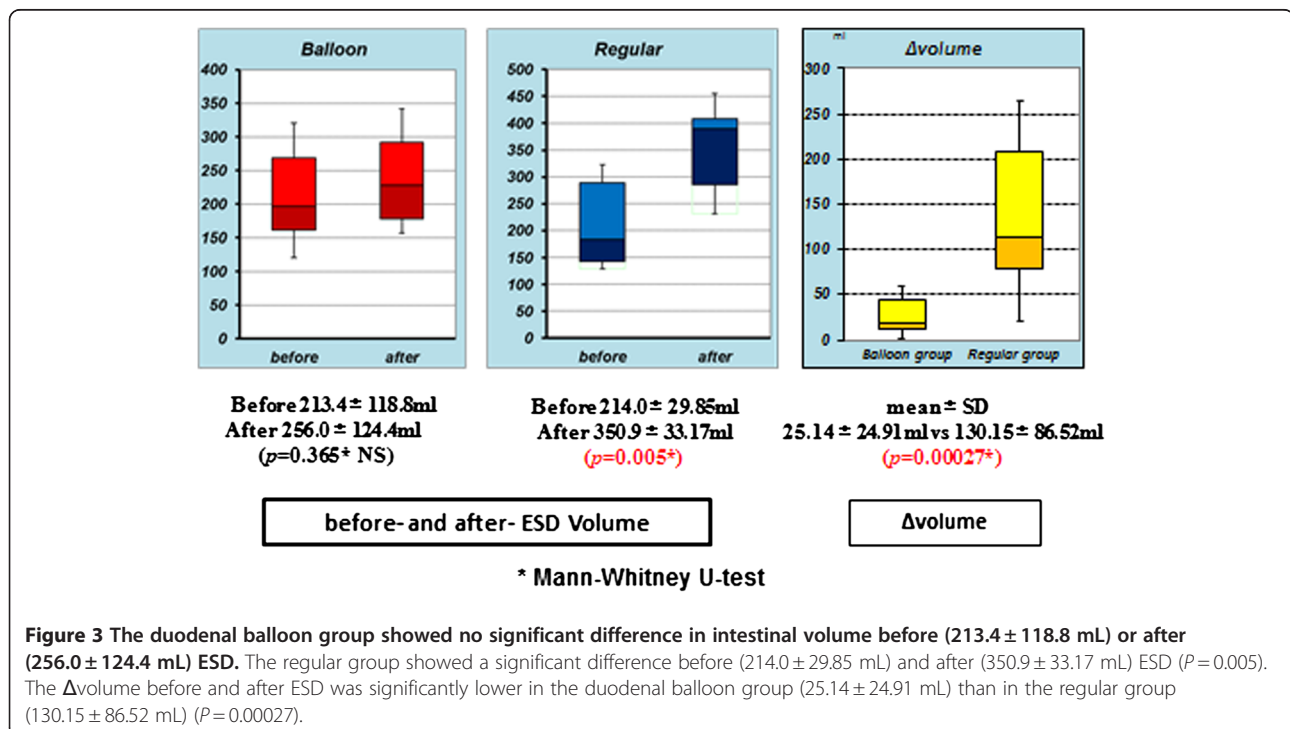 Balloon
400
350
300
250
200
150
100
50
0
before after
Regular
500
450
400
350
300
250
200
150
100
50
0
before after
ml
Δvolume
300
250
200
150
100
50
0
Balloon group Regular group
Before 213.4 ± 118.8ml
After 256.0 ± 124.4ml
(p=0.365* NS)
Before 214.0 ± 29.85ml
After 350.9 ± 33.17ml
(p=0.005*)
mean ± SD
25.14 ± 24.91ml vs 130.15 ± 86.52ml
(p=0.00027*)
before- and after- ESD Volume
Δvolume
* Mann-Whitney U-test
Figure 3 The duodenal balloon group showed no significant difference in intestinal volume before (213.4 ± 118.8 mL) or after
(256.0 ± 124.4 mL) ESD. The regular group showed a significant difference before (214.0 ± 29.85 mL) and after (350.9 ± 33.17 mL) ESD (P = 0.005).
The Δvolume before and after ESD was significantly lower in the duodenal balloon group (25.14 ± 24.91 mL) than in the regular group
(130.15 ± 86.52 mL) (P = 0.00027).